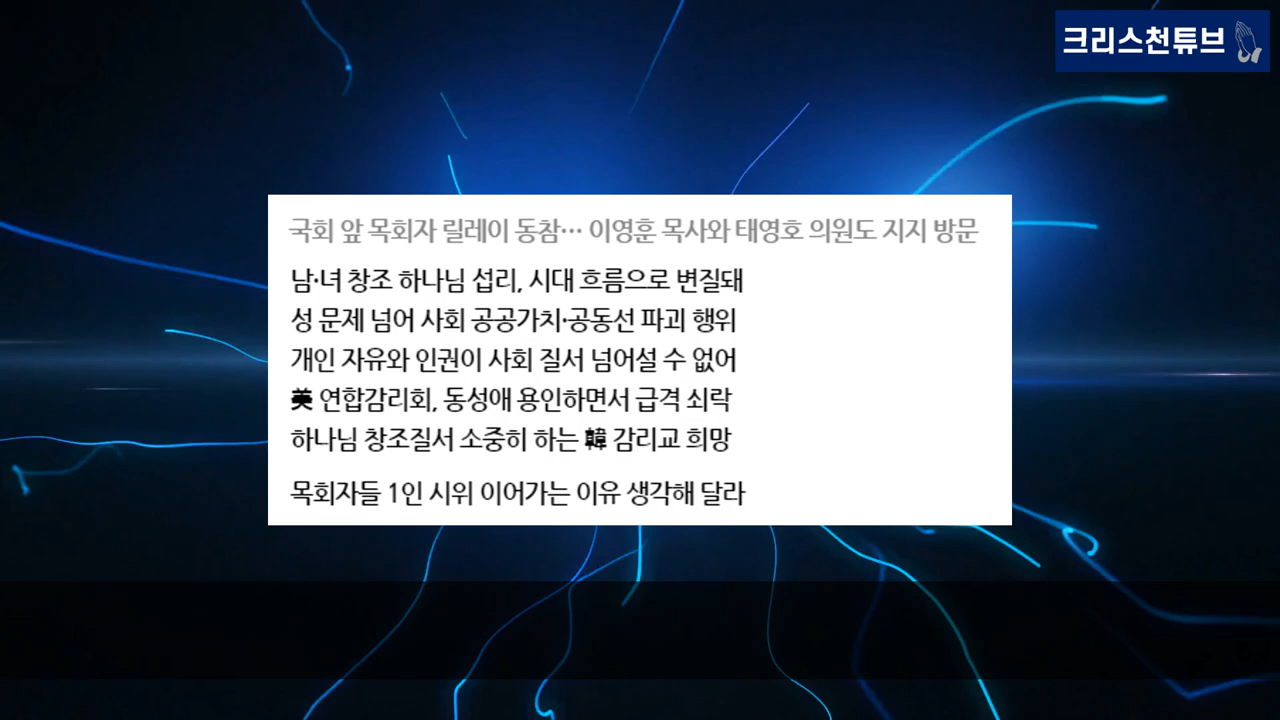 크리스천튜브
국회 앞 목회자 릴레이 동참… 이영훈 목사와 태영호 의원도 지지 방문
남·녀 창조 하나님 섭리, 시대 흐름으로 변질돼
성 문제 넘어 사회 공공가치·공동선 파괴 행위
개인 자유와 인권이 사회 질서 넘어설 수 없어
美 연합감리회, 동성애 용인하면서 급격 쇠락
하나님 창조질서 소중히 하는 韓 감리교 희망
목회자들 1인 시위 이어가는 이유 생각해 달라